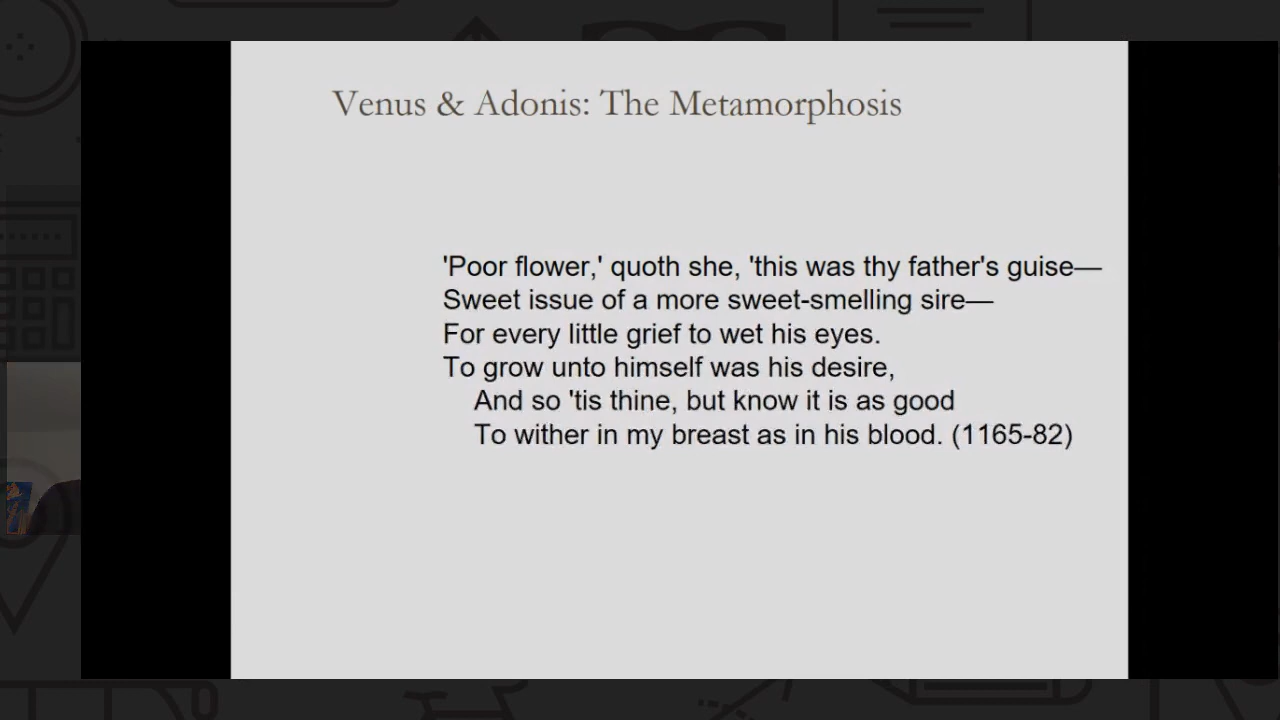 Venus & Adonis: The Metamorphosis
'Poor flower,' quoth she, 'this was thy father's guise—
Sweet issue of a more sweet-smelling sire—
For every little grief to wet his eyes.
To grow unto himself was his desire,
And so 'tis thine, but know it is as good
To wither in my breast as in his blood. (1165-82)